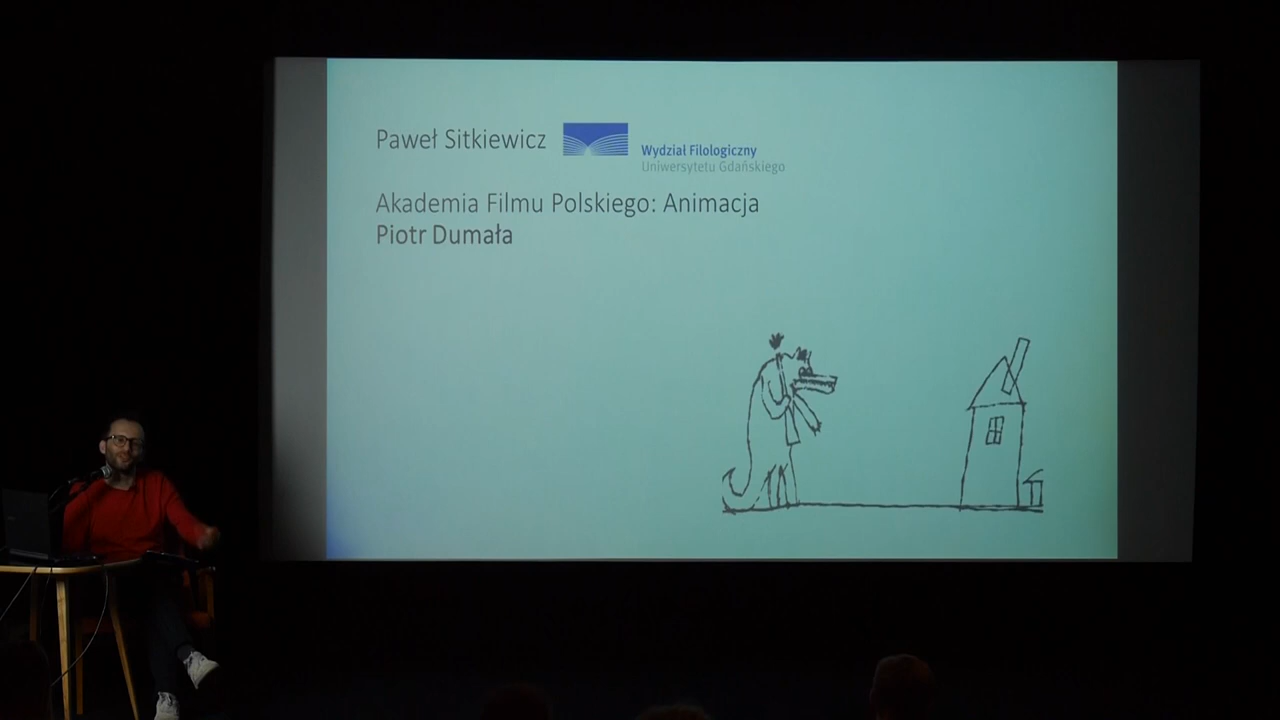 Paweł Sitkiewicz
Wydział Filologiczny
Uniwersytetu Gdańskiego
Akademia Filmu Polskiego: Animacja
Piotr Dumała